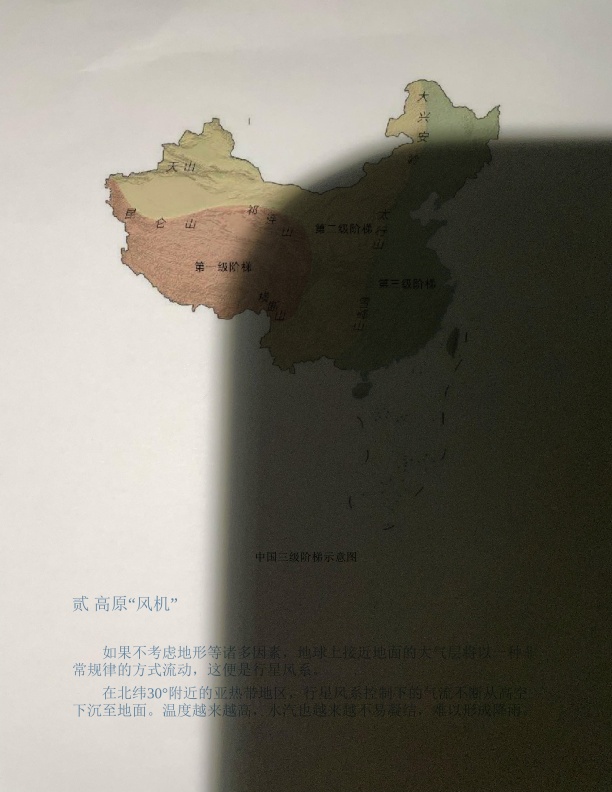 大兴安岭
天山
昆仑山
祁连山
太行山
第二级阶梯
第一级阶梯
第三级阶梯
横断山
雪峰山
中国三级阶梯示意图
贰 高原“风机”
如果不考虑地形等诸多因素，地球上接近地面的大气层将以一种非
常规律的方式流动，这便是行星风系。
在北纬30°附近的亚热带地区，行星风系控制下的气流不断从高空
下沉至地面。温度越来越高，水汽也越来越不易凝结，难以形成降雨。